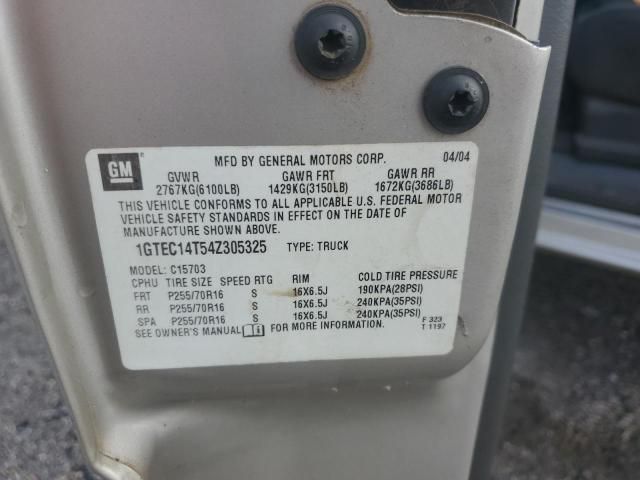 GM
MFD BY GENERAL MOTORS CORP. 04/04
GVWR GAWR FRT GAWR RR
2767KG(6100LB) 1429KG(3150LB) 1672KG(3686LB)
THIS VEHICLE CONFORMS TO ALL APPLICABLE U.S. FEDERAL MOTOR
VEHICLE SAFETY STANDARDS IN EFFECT ON THE DATE OF
MANUFACTURE SHOWN ABOVE.
1GTEC14T54Z305325 TYPE: TRUCK
MODEL: C15703
CPHU TIRE SIZE SPEED RTG RIM COLD TIRE PRESSURE
FRT P255/70R16 S 16X6.5J 190KPA(28PSI)
RR P255/70R16 S 16X6.5J 240KPA(35PSI)
SPA P255/70R16 S 16X6.5J 240KPA(35PSI)
SEE OWNER'S MANUAL FOR MORE INFORMATION.
F 323
T 1197